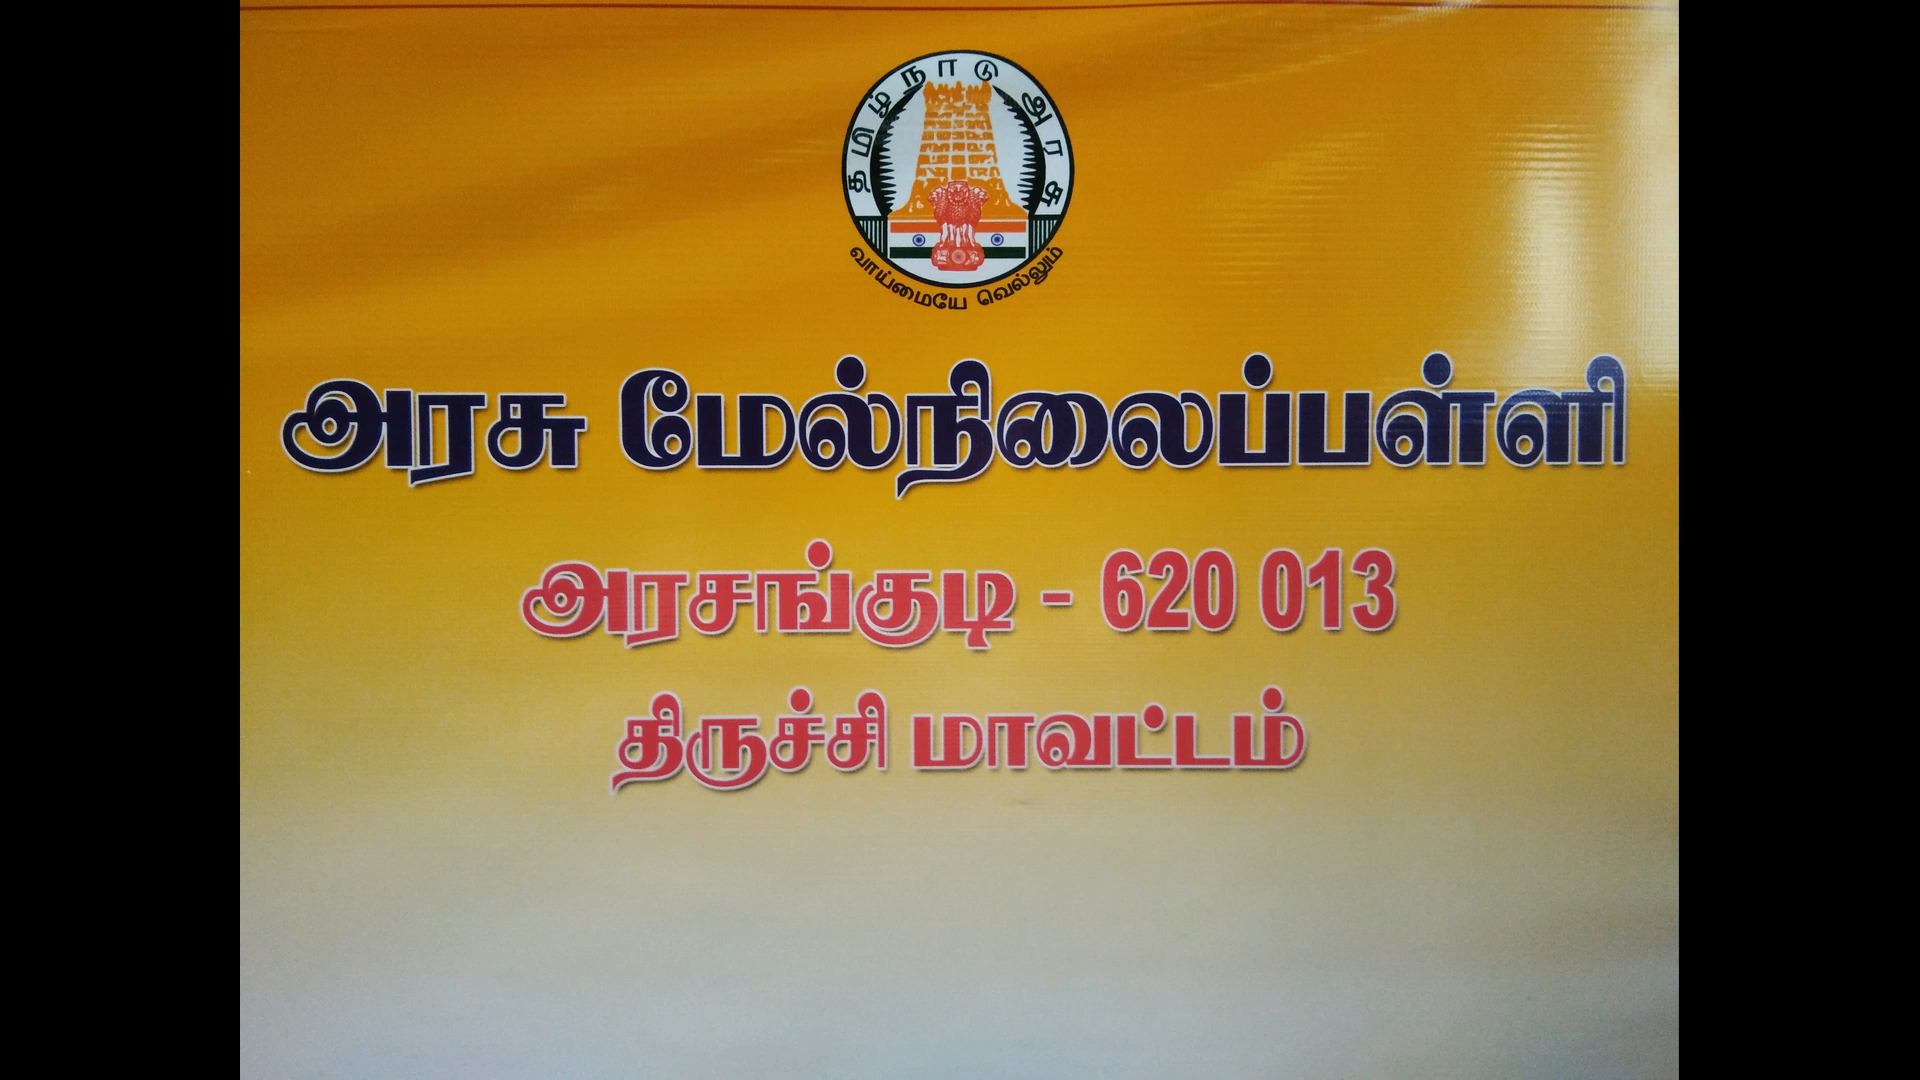 தமிழ்நாடு அரசு
வாய்மையே வெல்லும்
அரசு மேல்நிலைப்பள்ளி
அரசங்குடி - 620 013
திருச்சி மாவட்டம்